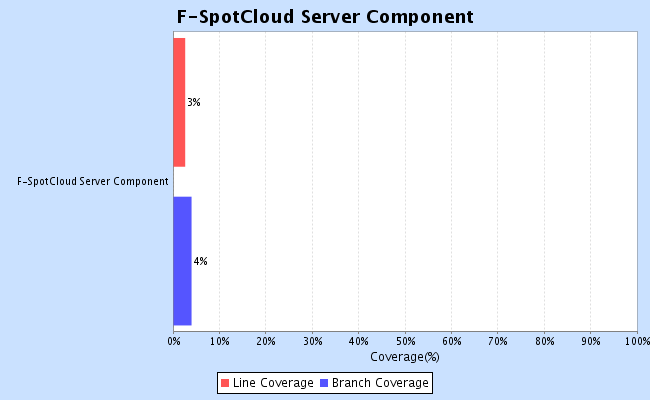 F-SpotCloud Server Component
3%
F-SpotCloud Server Component
4%
0% 10% 20% 30% 40% 50% 60% 70% 80% 90% 100%
Coverage(%)
Line Coverage Branch Coverage